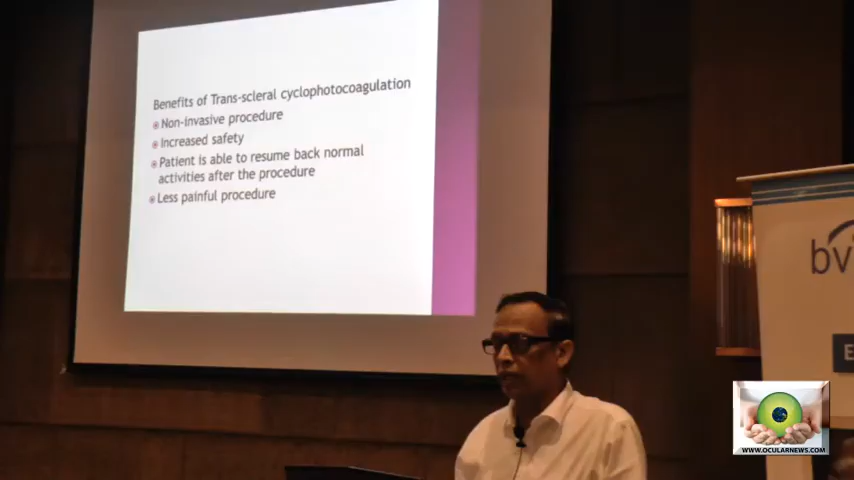 Benefits of Trans-scleral cyclophotocoagulation
Non-invasive procedure
Increased safety
Patient is able to resume back normal
activities after the procedure
Less painful procedure
WWW.OCULARNEWS.COM